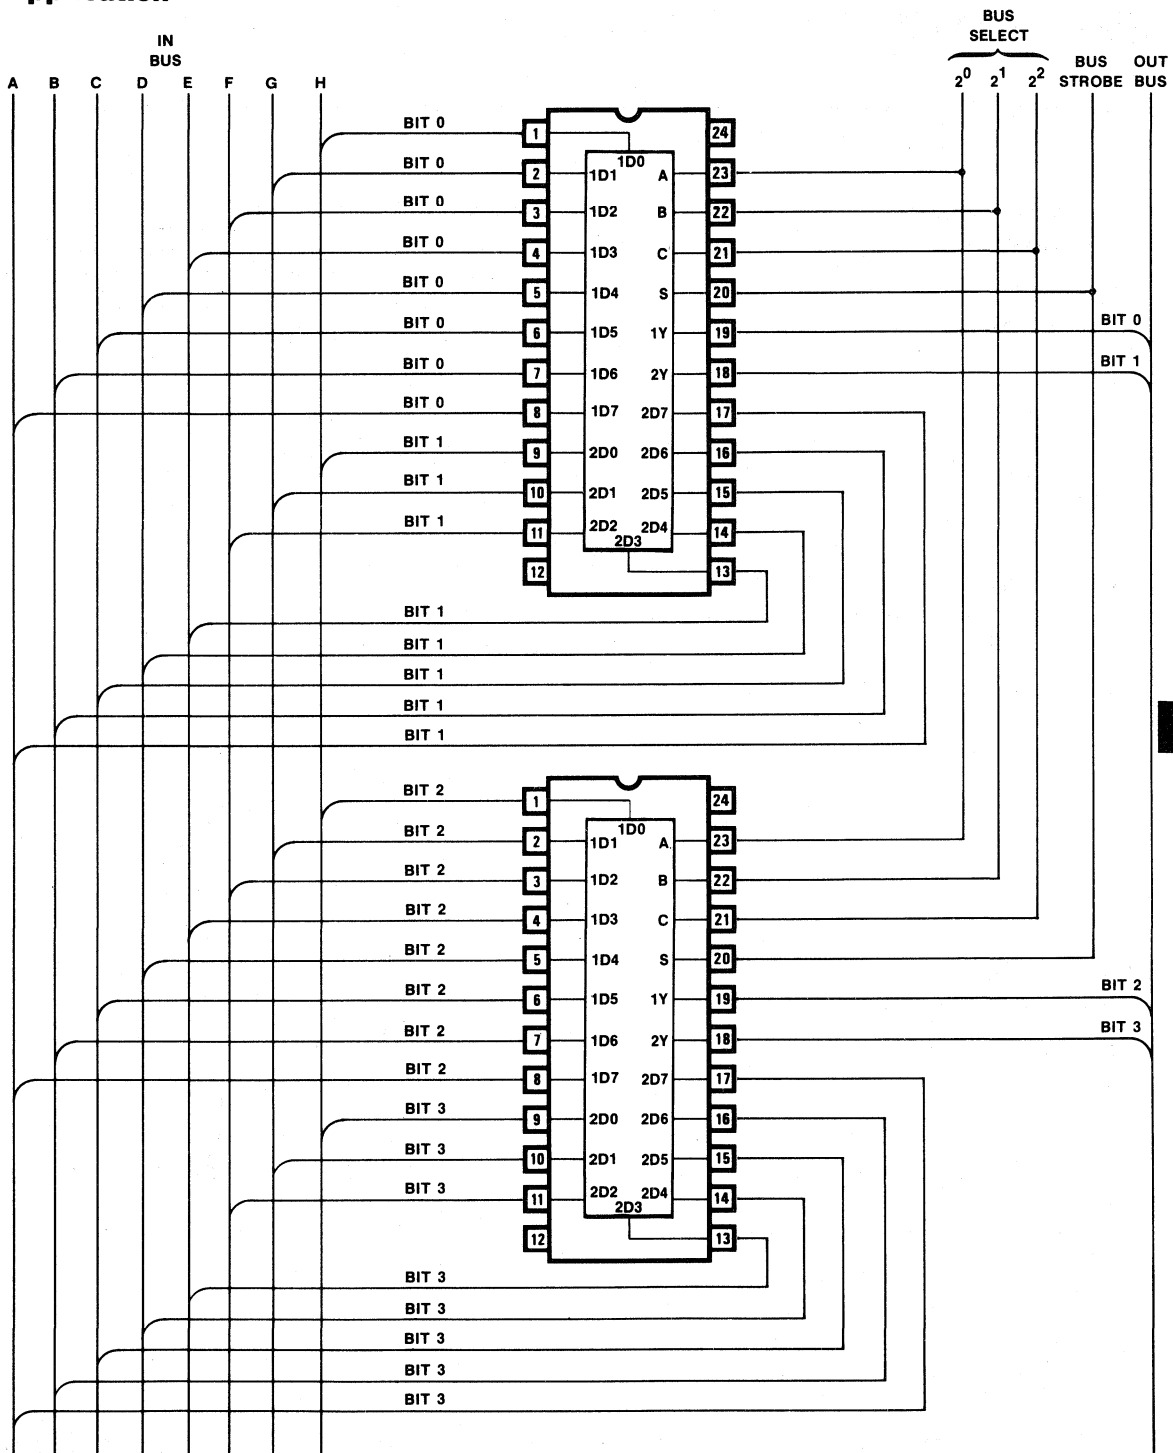 IN
BUS
A B C D E F G H
BUS
SELECT
2^0 2^1 2^2
BUS
STROBE
OUT
BUS
BIT 0 1 1D0 24
BIT 0 2 1D1 A 23
BIT 0 3 1D2 B 22
BIT 0 4 1D3 C 21
BIT 0 5 1D4 S 20
BIT 0 6 1D5 1Y 19 BIT 0
BIT 0 7 1D6 2Y 18 BIT 1
BIT 0 8 1D7 2D7 17
BIT 1 9 2D0 2D6 16
BIT 1 10 2D1 2D5 15
BIT 1 11 2D2 2D4 14
2D3
12 13
BIT 1
BIT 1
BIT 1
BIT 1
BIT 1
BIT 2 1 1D0 24
BIT 2 2 1D1 A 23
BIT 2 3 1D2 B 22
BIT 2 4 1D3 C 21
BIT 2 5 1D4 S 20
BIT 2 6 1D5 1Y 19 BIT 2
BIT 2 7 1D6 2Y 18 BIT 3
BIT 2 8 1D7 2D7 17
BIT 3 9 2D0 2D6 16
BIT 3 10 2D1 2D5 15
BIT 3 11 2D2 2D4 14
2D3
12 13
BIT 3
BIT 3
BIT 3
BIT 3
BIT 3